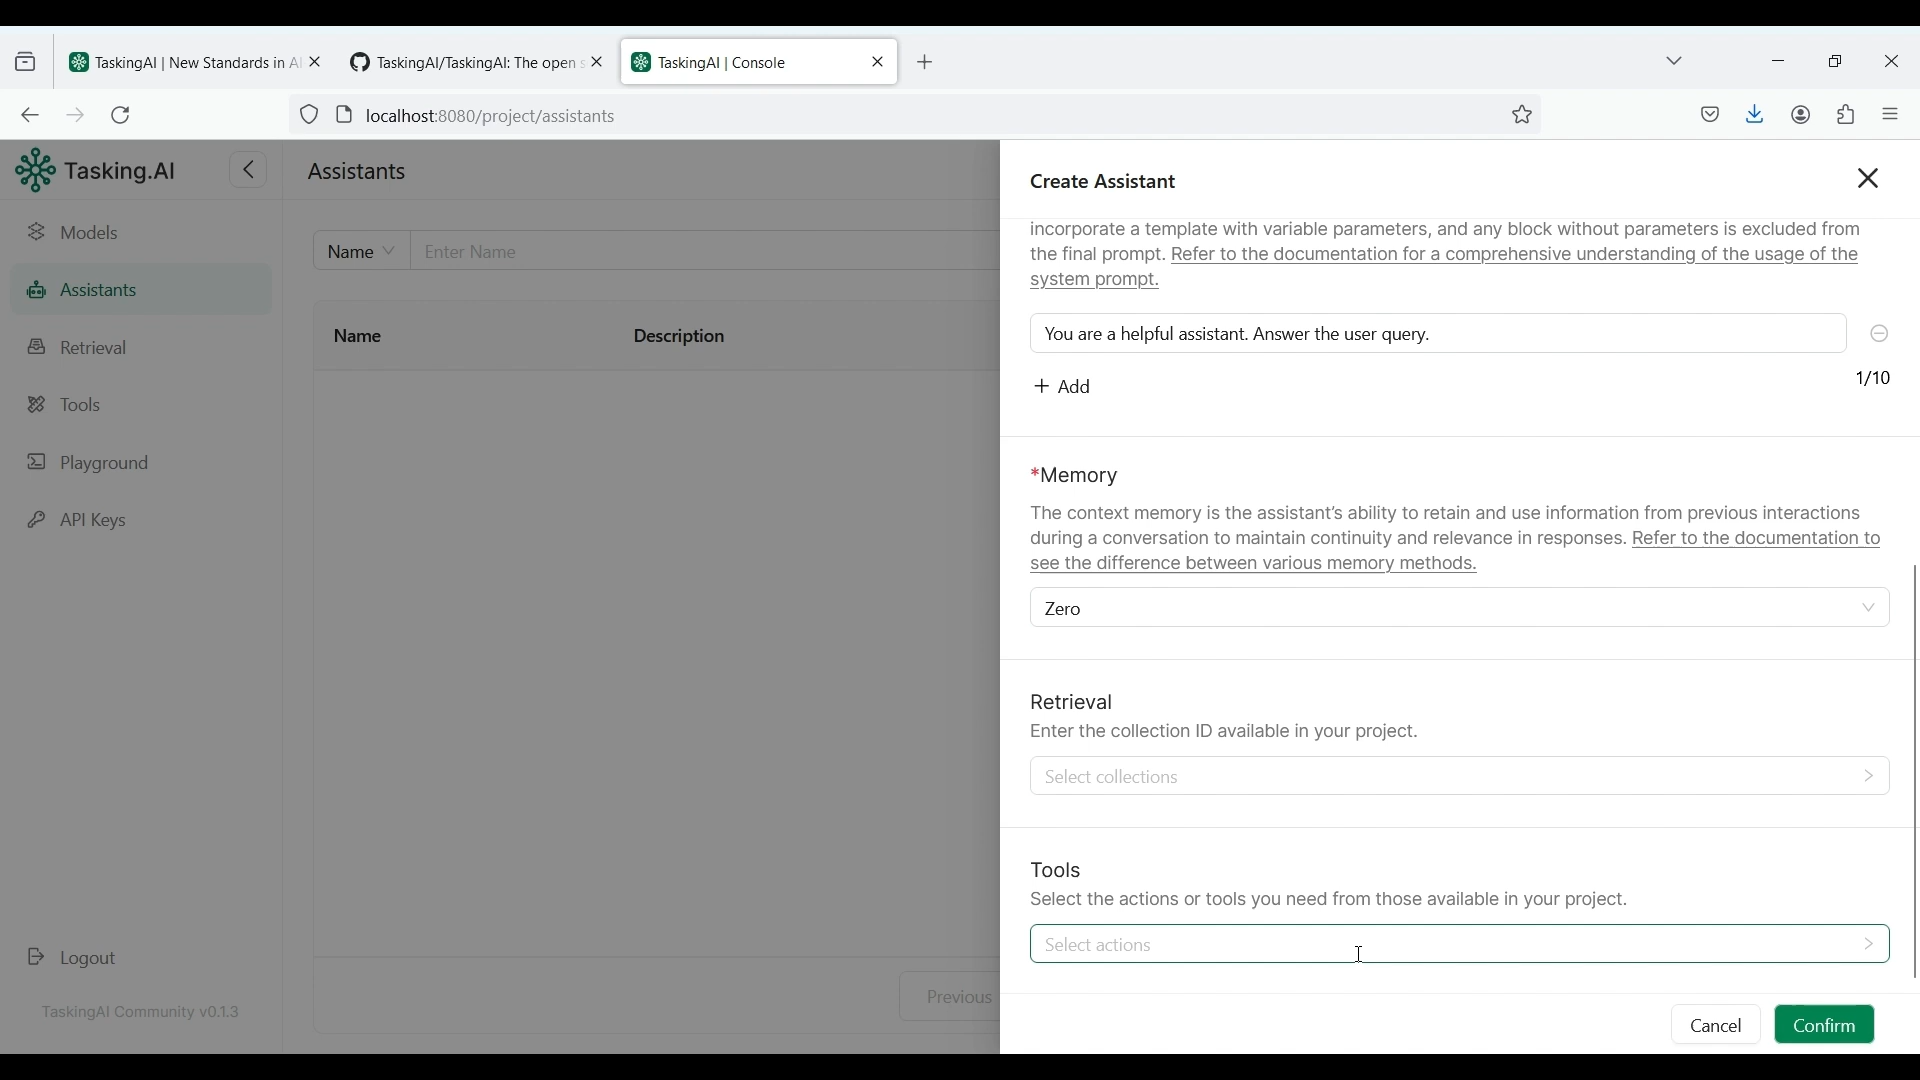 TaskingAI | New Standards in AI
TaskingAI/TaskingAI: The open s
TaskingAI | Console
localhost:8080/project/assistants
Tasking.AI
Models
Assistants
Retrieval
Tools
Playground
API Keys
Logout
TaskingAI Community v0.1.3
Assistants
Name
Enter Name
Name
Description
Previous
Create Assistant
incorporate a template with variable parameters, and any block without parameters is excluded from
the final prompt. Refer to the documentation for a comprehensive understanding of the usage of the
system prompt.
You are a helpful assistant. Answer the user query.
+ Add
1/10
*Memory
The context memory is the assistant's ability to retain and use information from previous interactions
during a conversation to maintain continuity and relevance in responses. Refer to the documentation to
see the difference between various memory methods.
Zero
Retrieval
Enter the collection ID available in your project.
Select collections
Tools
Select the actions or tools you need from those available in your project.
Select actions
Cancel
Confirm